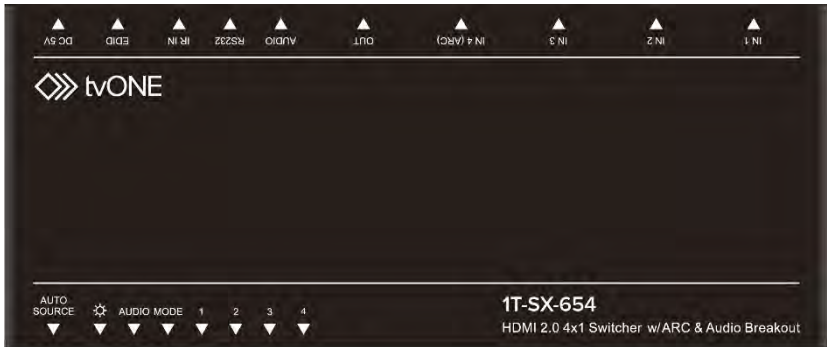 DC 5V EDID IR IN RS232 AUDIO OUT IN 4 (ARC) IN 3 IN 2 IN 1
tvONE
AUTO
SOURCE AUDIO MODE 1 2 3 4
1T-SX-654
HDMI 2.0 4x1 Switcher w/ARC & Audio Breakout